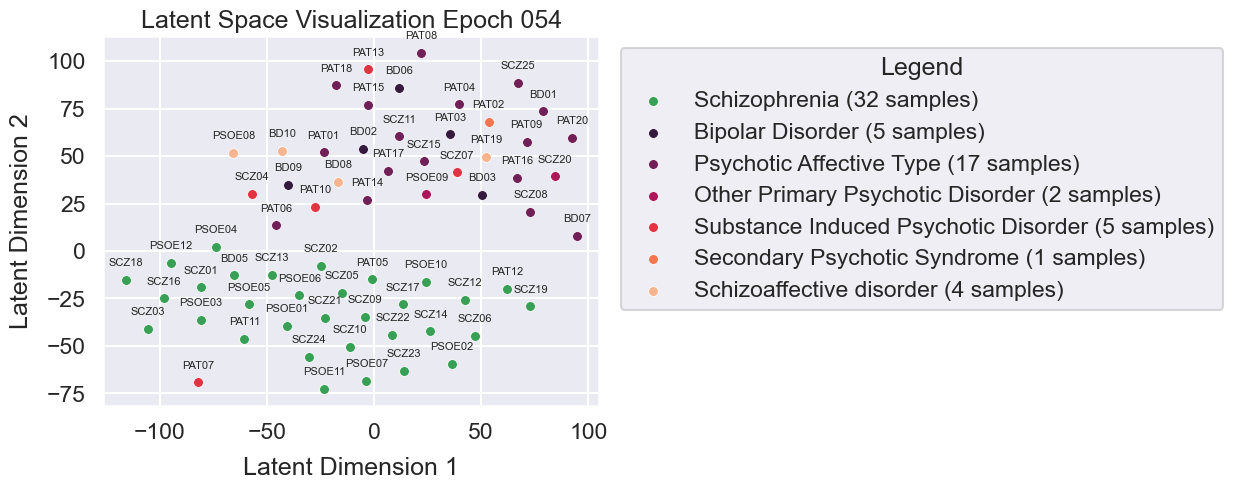 Latent Space Visualization Epoch 054
PAT08
PAT13
PAT18
BD06
SCZ25
PAT15
PAT04
BD01
PAT02
SCZ11
PAT03
PAT09
PAT20
PSOE08
BD10
PAT01
BD02
SCZ15
PAT19
PAT17
SCZ07
BD09
BD08
PAT16
SCZ20
SCZ04
PAT10
PAT14
PSOE09
BD03
SCZ08
PAT06
BD07
PSOE04
PSOE12
SCZ18
SCZ01
BD05
SCZ13
SCZ02
PAT05
PSOE10
SCZ16
PSOE06
SCZ05
SCZ12
PAT12
SCZ03
PSOE03
PSOE05
SCZ17
SCZ19
PSOE01
SCZ21
SCZ09
PAT11
SCZ22
SCZ14
SCZ06
SCZ24
SCZ10
PSOE02
PAT07
PSOE11
PSOE07
SCZ23
100
75
50
25
0
−25
−50
−75
Latent Dimension 2
−100
−50
0
50
100
Latent Dimension 1
Legend
Schizophrenia (32 samples)
Bipolar Disorder (5 samples)
Psychotic Affective Type (17 samples)
Other Primary Psychotic Disorder (2 samples)
Substance Induced Psychotic Disorder (5 samples)
Secondary Psychotic Syndrome (1 samples)
Schizoaffective disorder (4 samples)